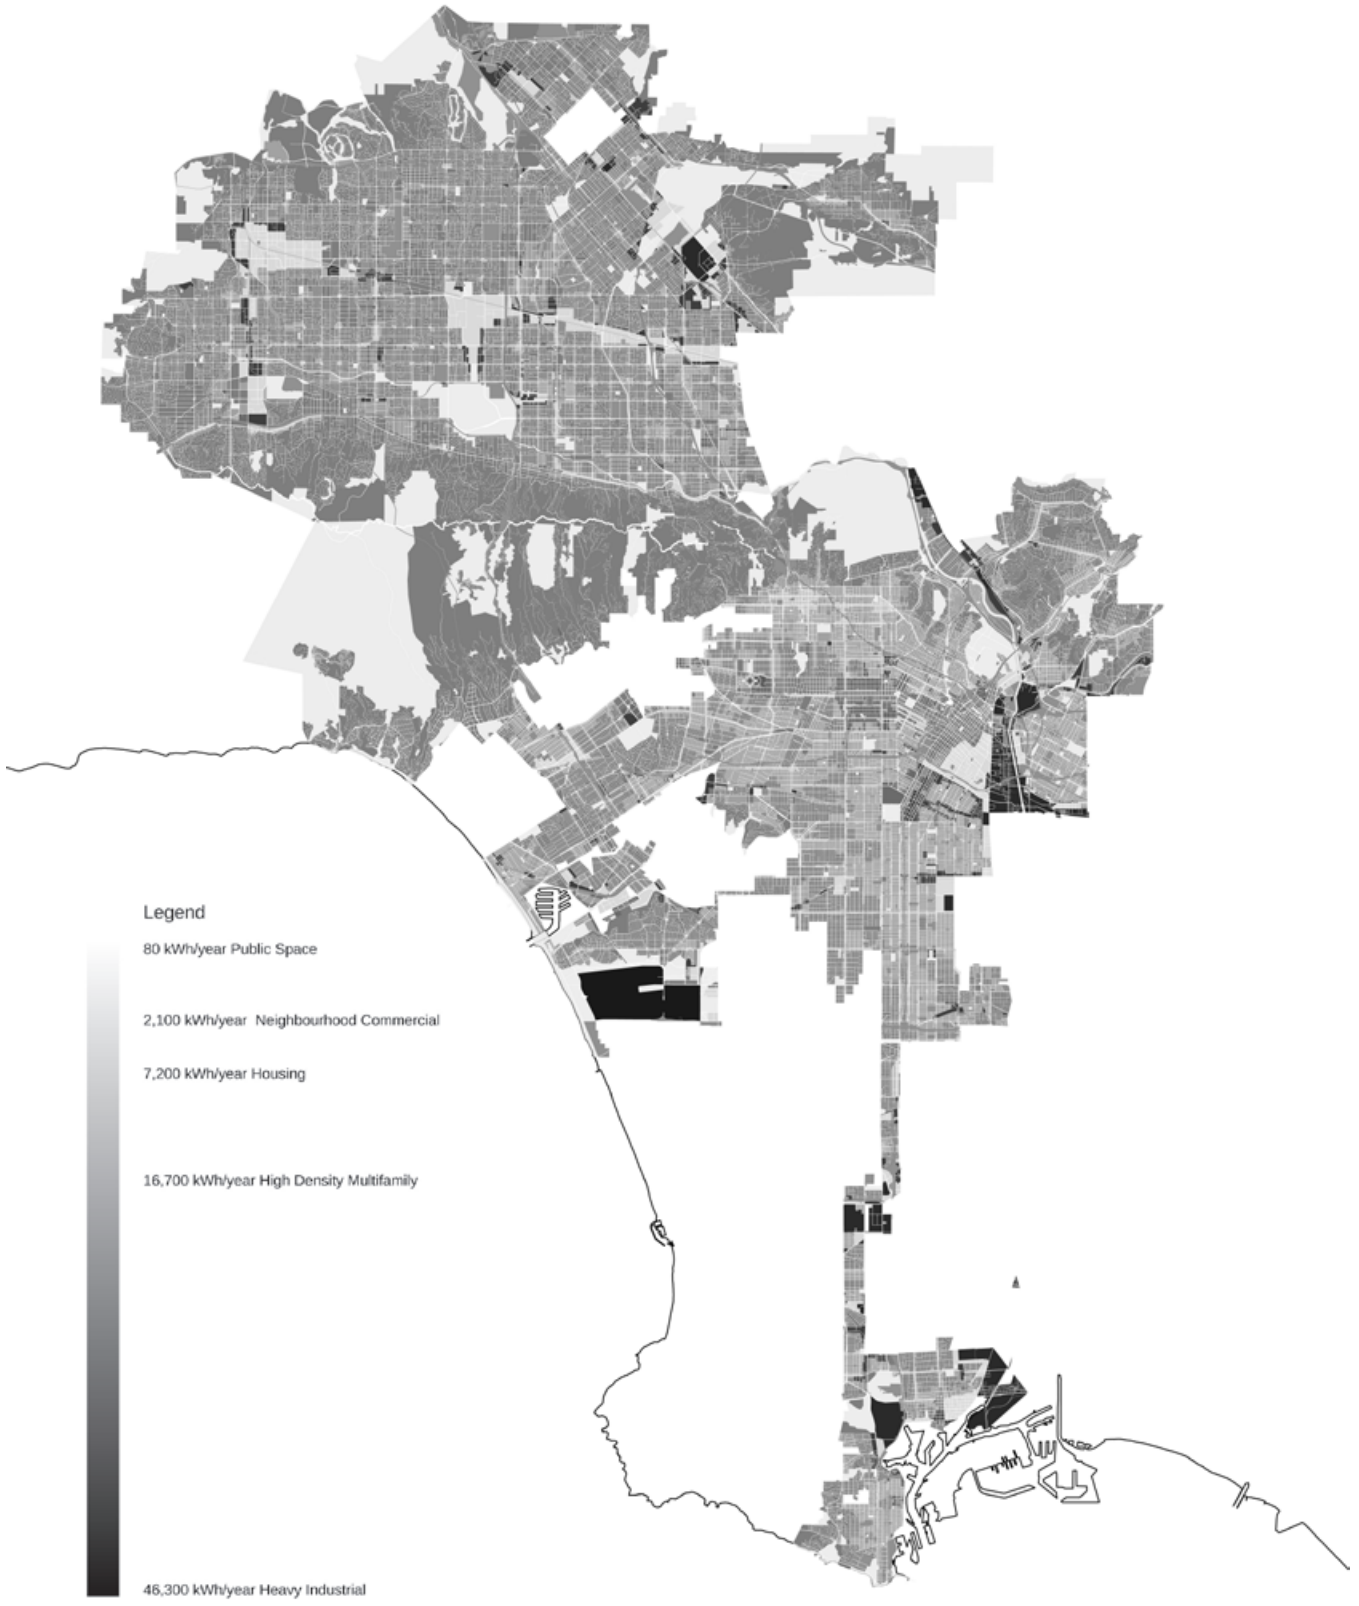 Legend
80 kWh/year Public Space
2,100 kWh/year Neighbourhood Commercial
7,200 kWh/year Housing
16,700 kWh/year High Density Multifamily
46,300 kWh/year Heavy Industrial